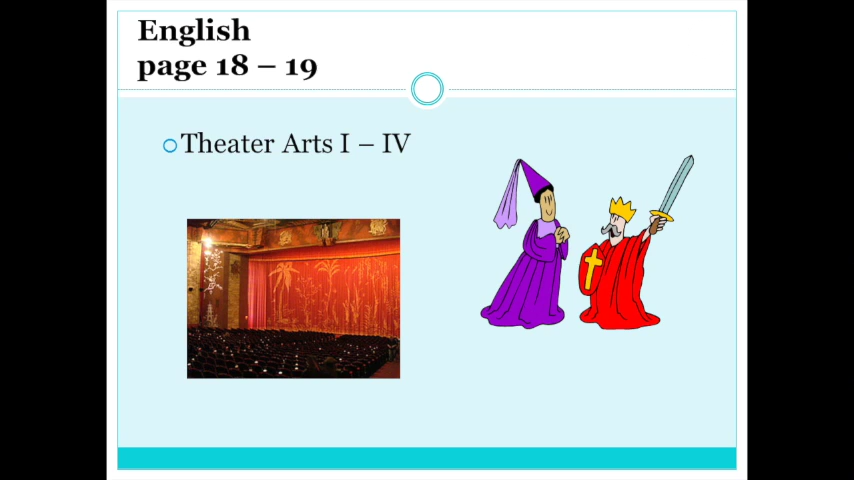 English
page 18 – 19
Theater Arts I – IV